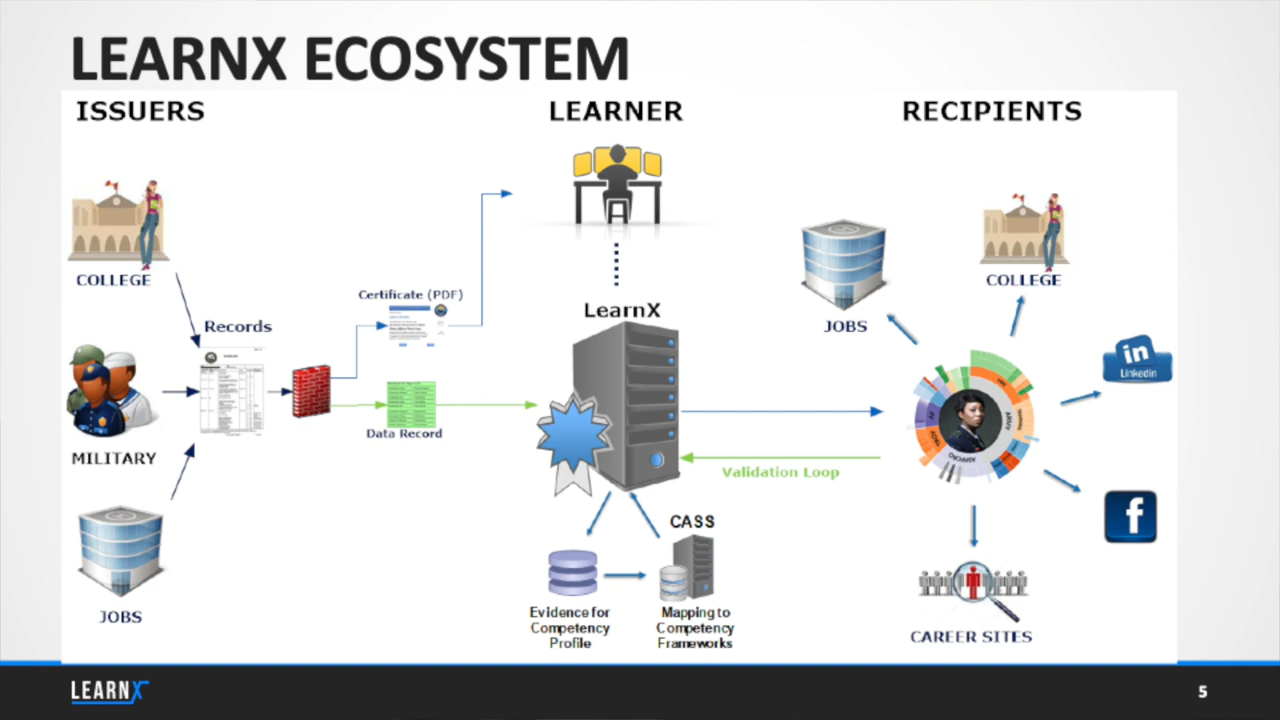 LEARNX ECOSYSTEM
ISSUERS
LEARNER
RECIPIENTS
COLLEGE
COLLEGE
Certificate (PDF)
LearnX
JOBS
Records
Linkedin
MILITARY
Data Record
Validation Loop
CASS
JOBS
Evidence for
Competency
Profile
Mapping to
Competency
Frameworks
CAREER SITES
LEARNX
5